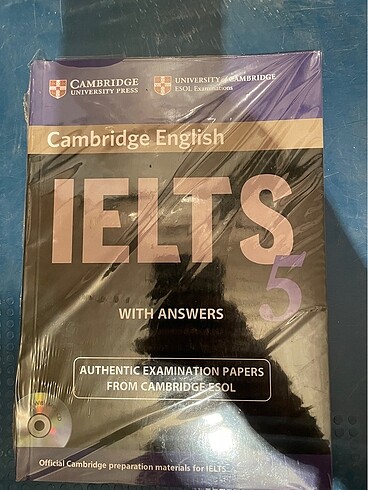 CAMBRIDGE
UNIVERSITY PRESS
UNIVERSITY of CAMBRIDGE
ESOL Examinations
Cambridge English
IELTS
5
WITH ANSWERS
AUTHENTIC EXAMINATION PAPERS
FROM CAMBRIDGE ESOL
Official Cambridge preparation materials for IELTS